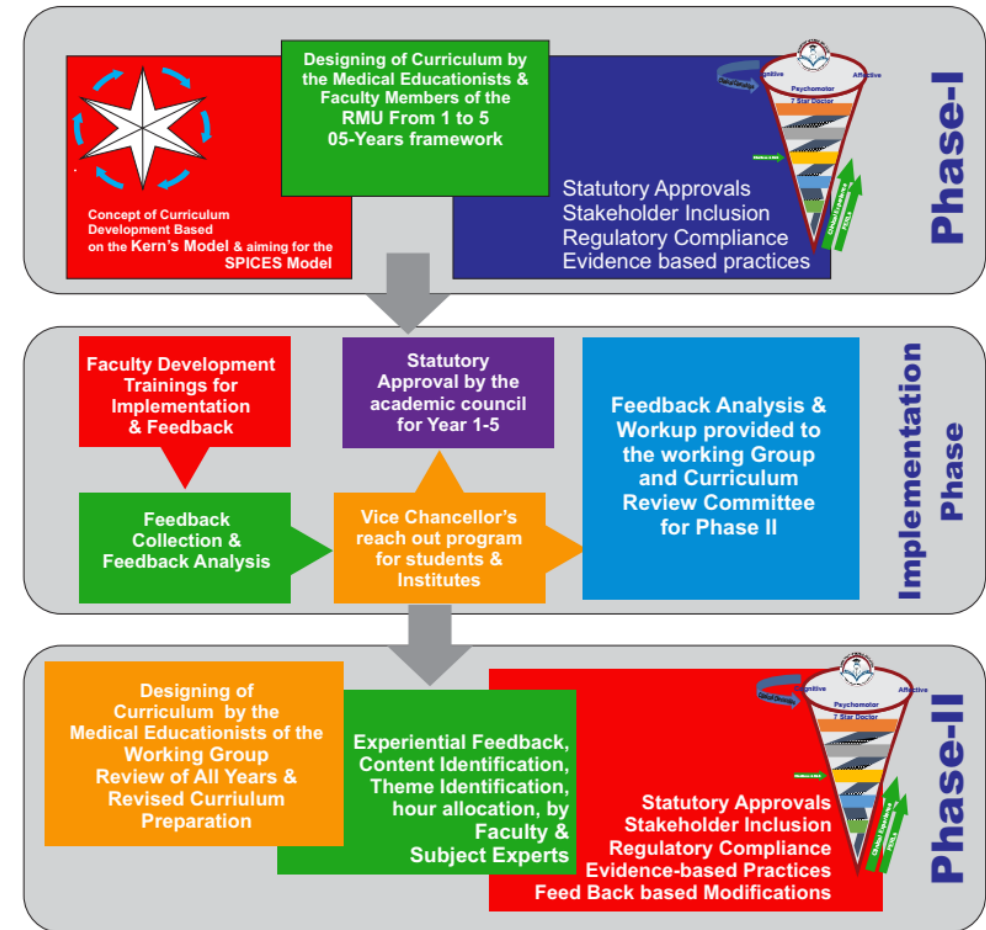 Phase-I
Designing of Curriculum by
the Medical Educationists &
Faculty Members of the
RMU From 1 to 5
05-Years framework
Concept of Curriculum
Development Based
on the Kern's Model & aiming for the
SPICES Model
Statutory Approvals
Stakeholder Inclusion
Regulatory Compliance
Evidence based practices
Affective
Psychomotor
7 Star Doctor
Implementation
Phase
Faculty Development
Trainings for
Implementation
& Feedback
Statutory
Approval by the
academic council
for Year 1-5
Feedback Analysis &
Workup provided to
the working Group
and Curriculum
Review Committee
for Phase II
Feedback
Collection &
Feedback Analysis
Vice Chancellor's
reach out program
for students &
Institutes
Phase-II
Designing of
Curriculum by the
Medical Educationists of the
Working Group
Review of All Years &
Revised Curriulum
Preparation
Experiential Feedback,
Content Identification,
Theme Identification,
hour allocation, by
Faculty &
Subject Experts
Statutory Approvals
Stakeholder Inclusion
Regulatory Compliance
Evidence-based Practices
Feed Back based Modifications
Cognitive
Affective
Psychomotor
7 Star Doctor